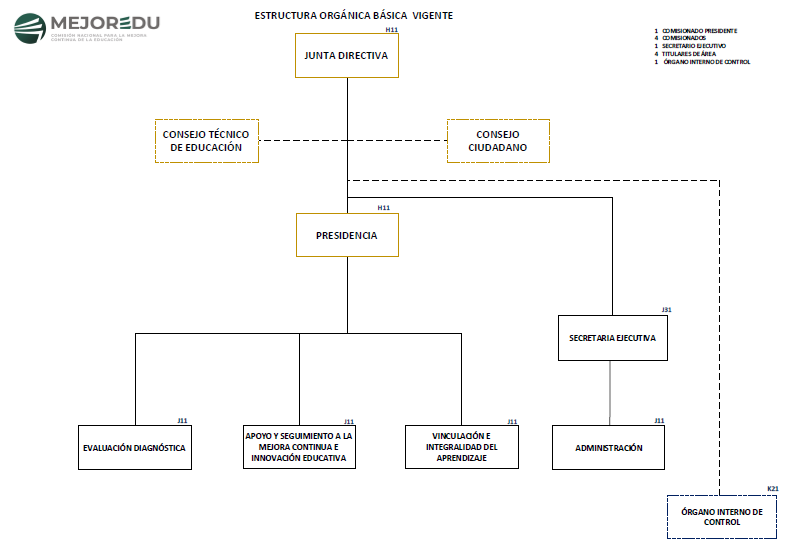 MEJOREDU
COMISIÓN NACIONAL PARA LA MEJORA
CONTINUA DE LA EDUCACIÓN
ESTRUCTURA ORGÁNICA BÁSICA VIGENTE
1 COMISIONADO PRESIDENTE
4 COMISIONADOS
1 SECRETARIO EJECUTIVO
4 TITULARES DE ÁREA
1 ÓRGANO INTERNO DE CONTROL
H11
JUNTA DIRECTIVA
CONSEJO TÉCNICO
DE EDUCACIÓN
CONSEJO
CIUDADANO
H11
PRESIDENCIA
J31
SECRETARIA EJECUTIVA
J11
EVALUACIÓN DIAGNÓSTICA
J11
APOYO Y SEGUIMIENTO A LA
MEJORA CONTINUA E
INNOVACIÓN EDUCATIVA
J11
VINCULACIÓN E
INTEGRALIDAD DEL
APRENDIZAJE
J11
ADMINISTRACIÓN
K21
ÓRGANO INTERNO DE
CONTROL